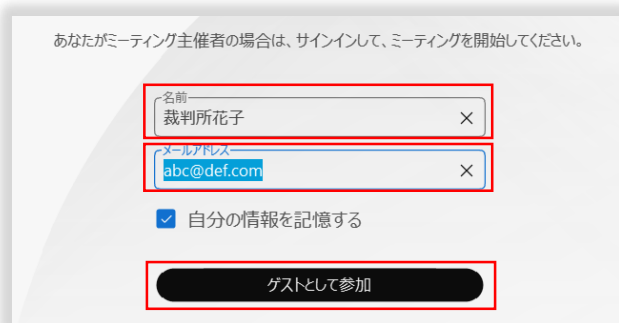 あなたがミーティング主催者の場合は、サインインして、ミーティングを開始してください。
名前
裁判所花子
メールアドレス
abc@def.com
自分の情報を記憶する
ゲストとして参加